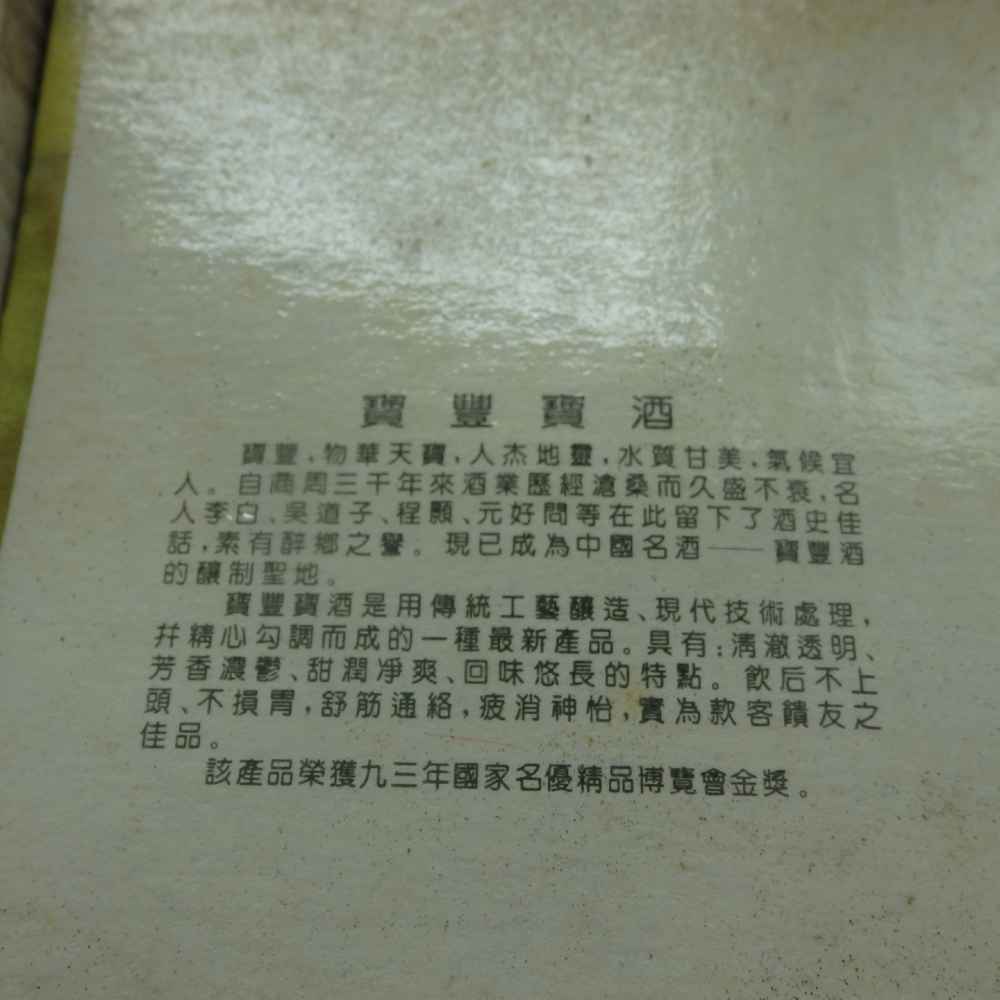 寶豐寶酒
寶豐,物華天寶,人杰地靈,水質甘美,氣候宜
人。自商周三千年來酒業歷經滄桑而久盛不衰,名
人李白、吳道子、程顥、元好問等在此留下了酒史佳
話,素有醉鄉之譽。現已成為中國名酒——寶豐酒
的釀制聖地。
寶豐寶酒是用傳統工藝釀造、現代技術處理,
并精心勾調而成的一種最新產品。具有:清澈透明、
芳香濃鬱、甜潤凈爽、回味悠長的特點。飲后不上
頭、不損胃,舒筋通絡,疲消神怡,實為款客饋友之
佳品。
該產品榮獲九三年國家名優精品博覽會金獎。